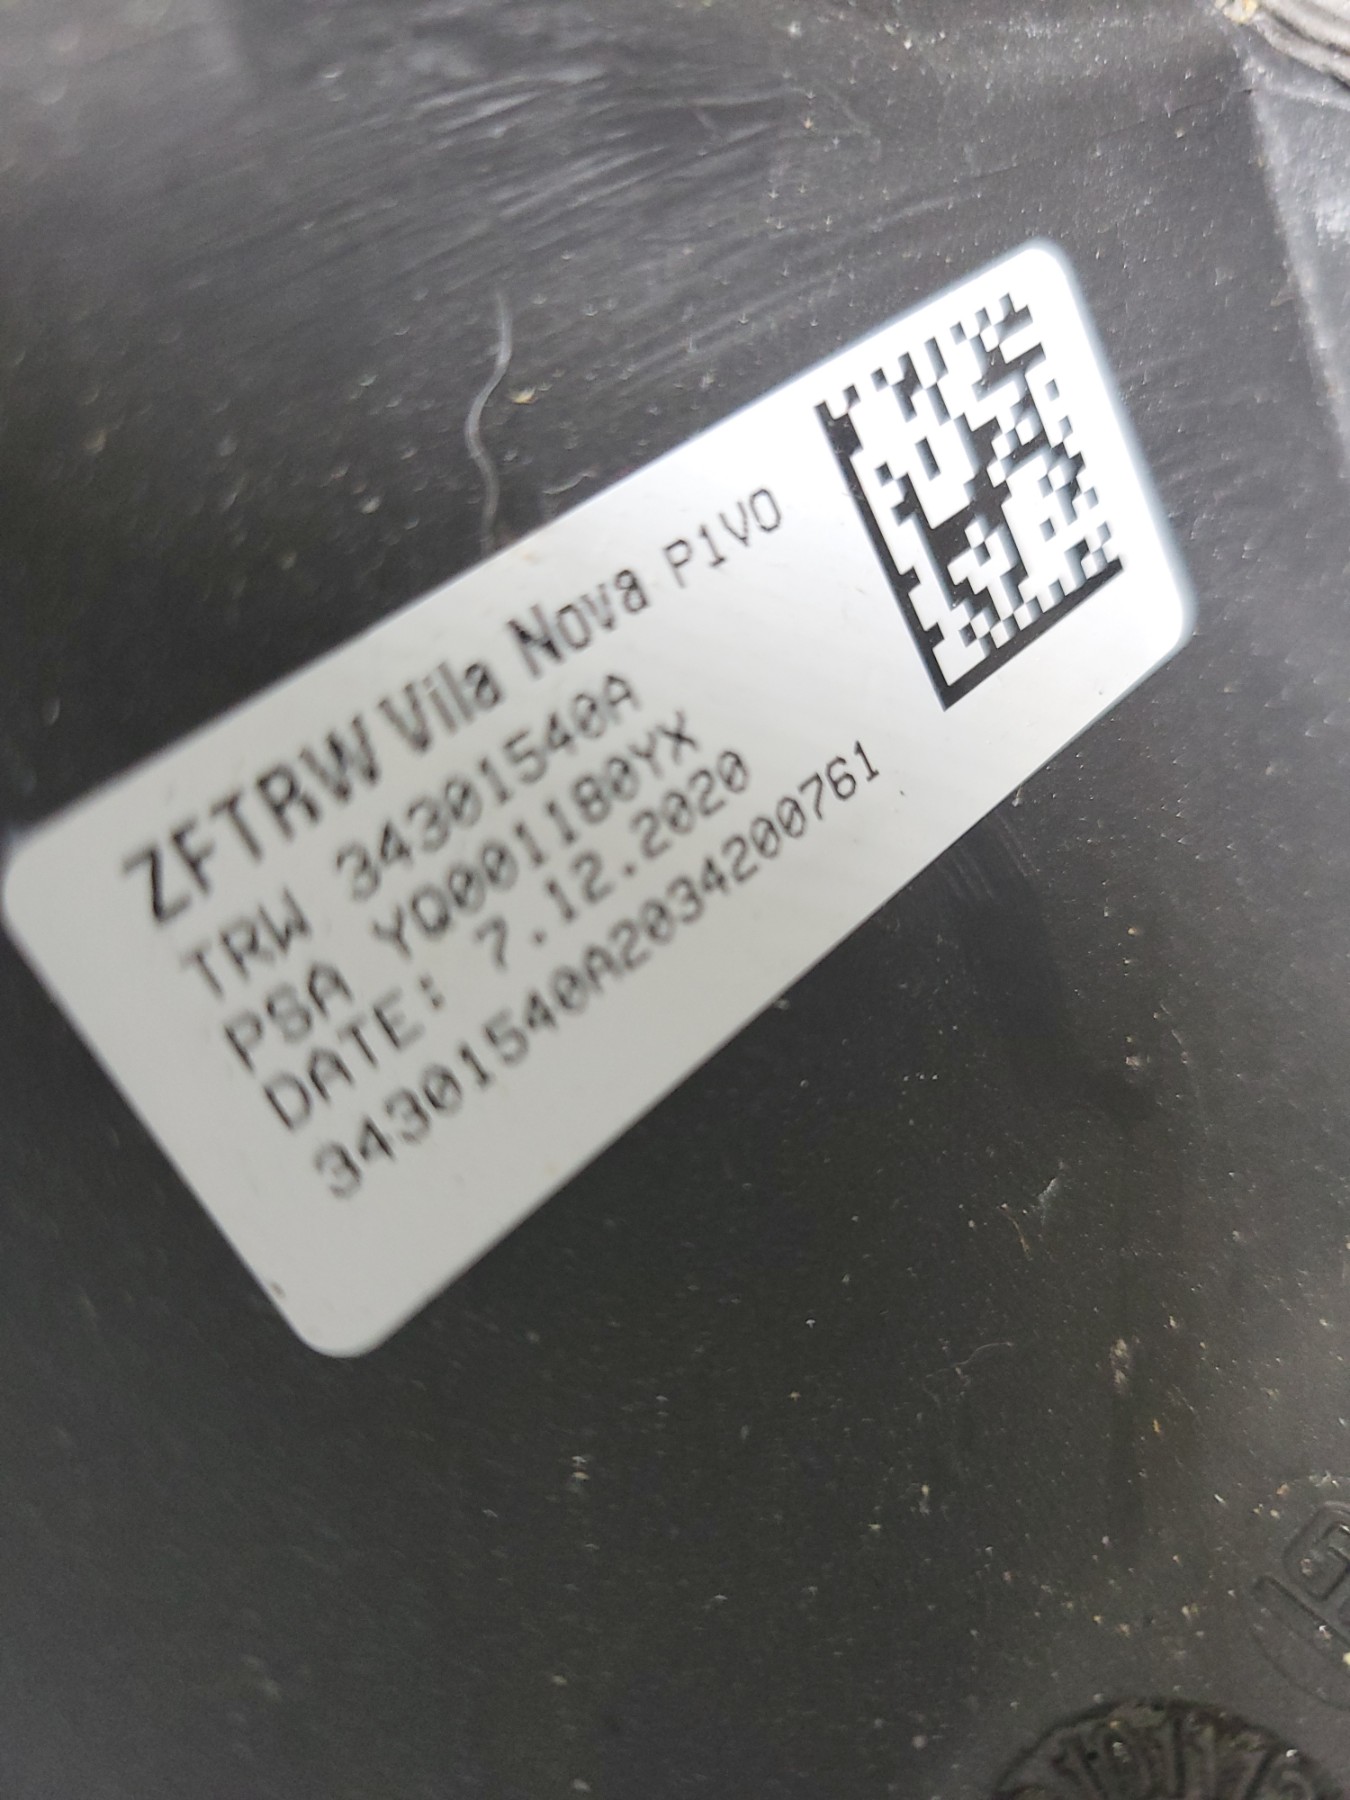 ZFTRW Vila Nova P1V0
TRW 34301540A
PSA YQ001180YX
DATE: 7.12.2020
34301540A2034200761